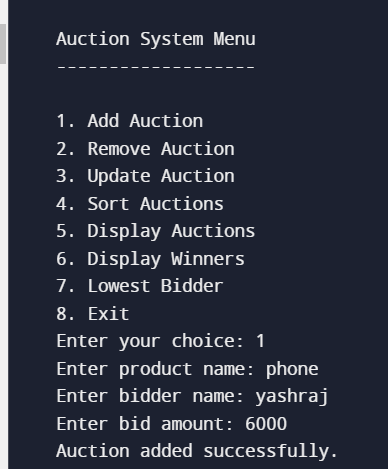 Auction System Menu
-------------------
1. Add Auction
2. Remove Auction
3. Update Auction
4. Sort Auctions
5. Display Auctions
6. Display Winners
7. Lowest Bidder
8. Exit
Enter your choice: 1
Enter product name: phone
Enter bidder name: yashraj
Enter bid amount: 6000
Auction added successfully.